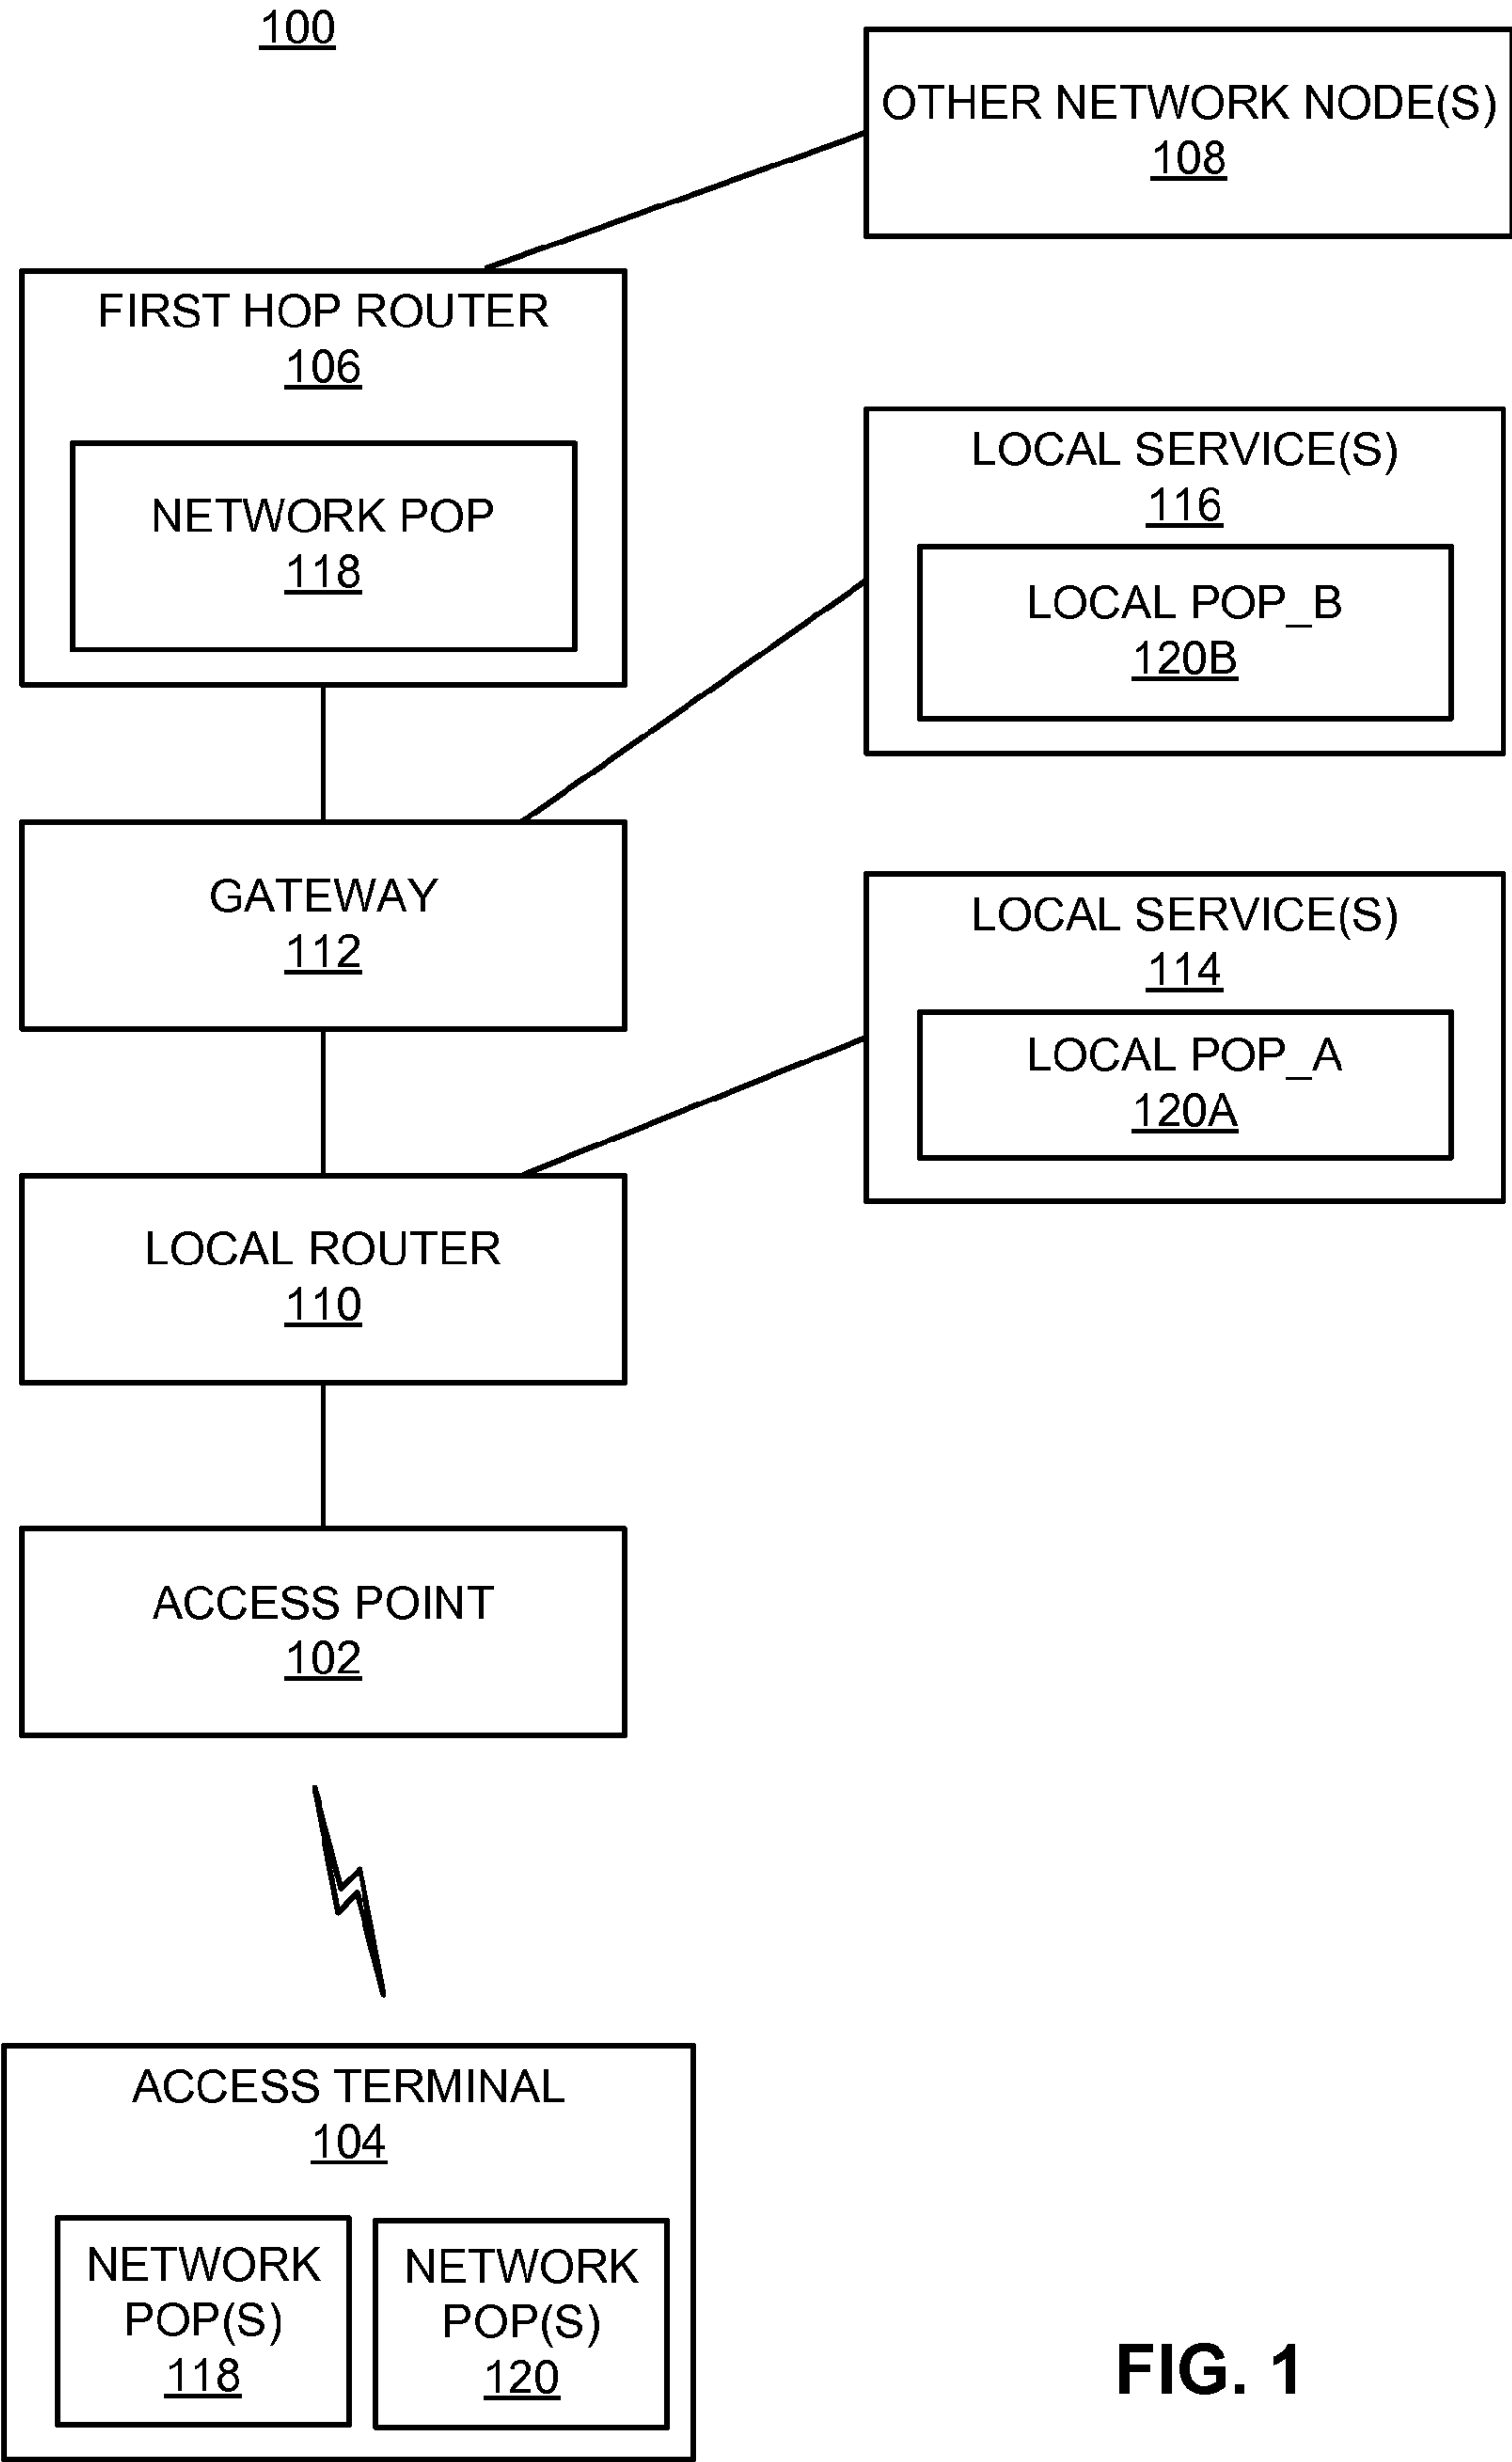 100
OTHER NETWORK NODE(S)
108
FIRST HOP ROUTER
106
NETWORK POP
118
LOCAL SERVICE(S)
116
LOCAL POP_B
120B
GATEWAY
112
LOCAL SERVICE(S)
114
LOCAL POP_A
120A
LOCAL ROUTER
110
ACCESS POINT
102
ACCESS TERMINAL
104
NETWORK
POP(S)
118
NETWORK
POP(S)
120
FIG. 1